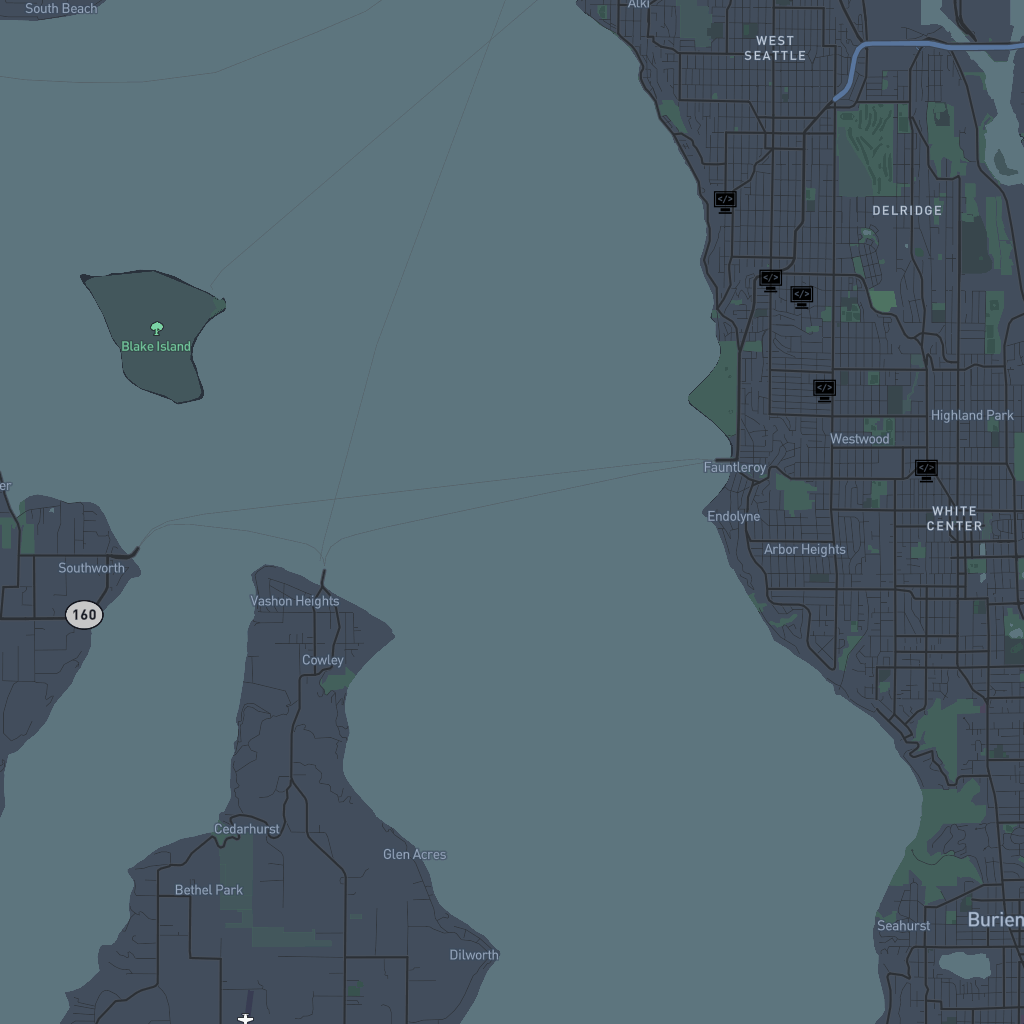 South Beach
Alki
WEST
SEATTLE
</>
DELRIDGE
</>
</>
Blake Island
</>
Highland Park
Westwood
Fauntleroy
</>
er
Endolyne
WHITE
CENTER
Arbor Heights
Southworth
160
Vashon Heights
Cowley
Cedarhurst
Glen Acres
Bethel Park
Burien
Seahurst
Dilworth